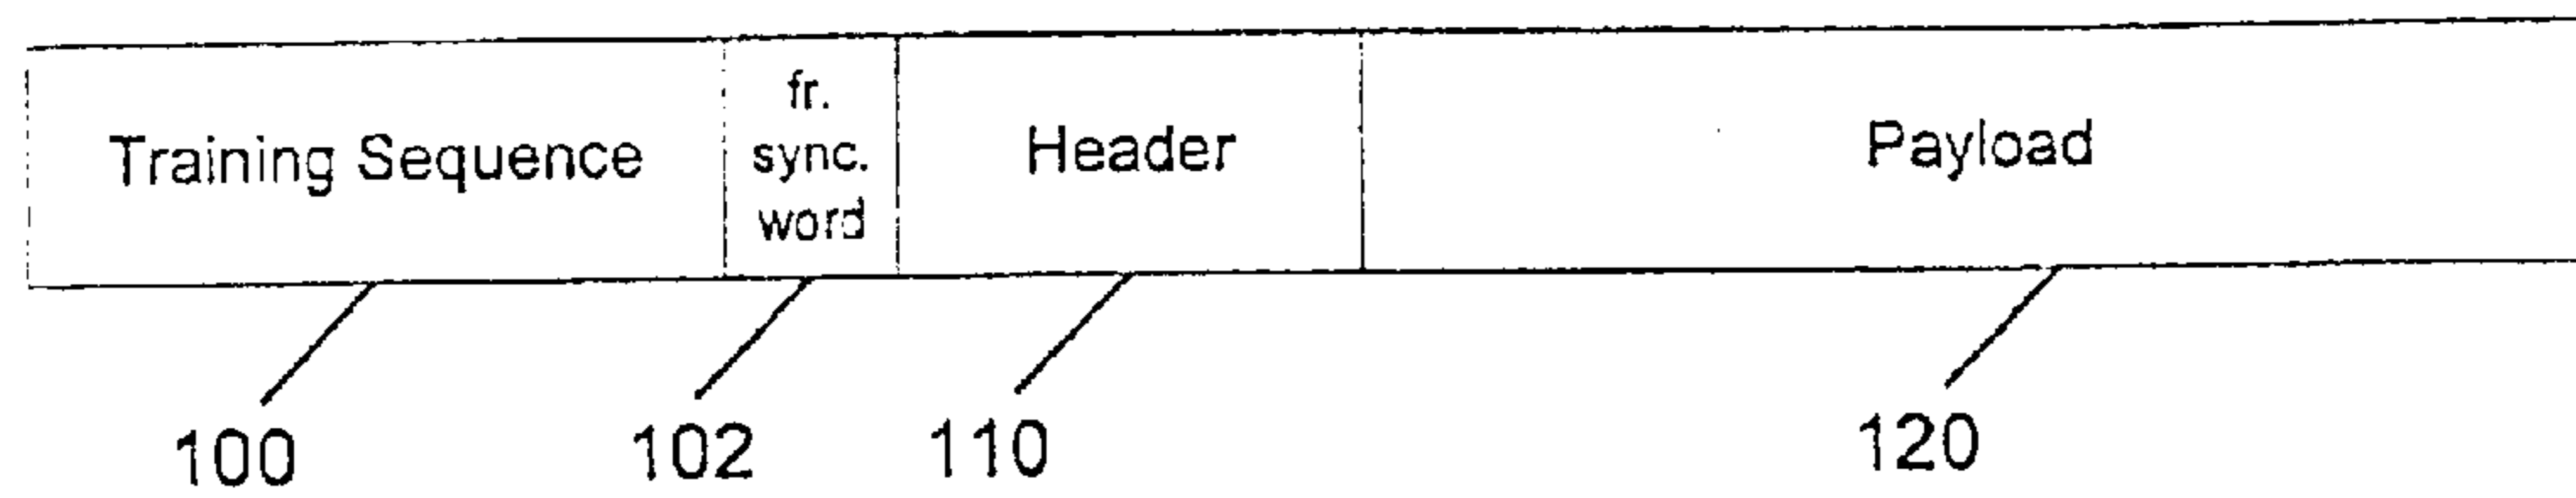 Training Sequence
fr.
sync.
word
Header
Payload
100
102
110
120